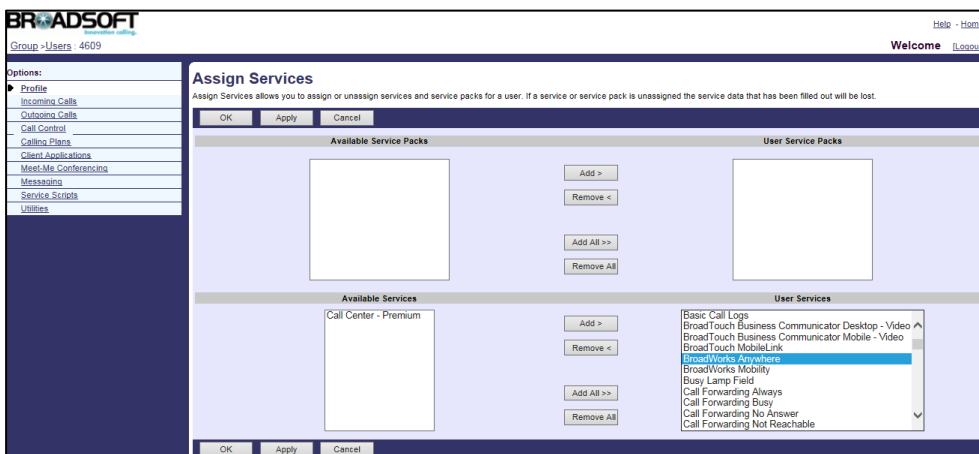 BROADSOFT
Innovation calling.
Help - Hom
Group >Users : 4609
Welcome [Logou
Options:
Profile
Incoming Calls
Outgoing Calls
Call Control
Calling Plans
Client Applications
Meet-Me Conferencing
Messaging
Service Scripts
Utilities
Assign Services
Assign Services allows you to assign or unassign services and service packs for a user. If a service or service pack is unassigned the service data that has been filled out will be lost.
OK Apply Cancel
Available Service Packs User Service Packs
Add >
Remove <
Add All >>
Remove All
Available Services User Services
Call Center - Premium
Add >
Remove <
Add All >>
Remove All
Basic Call Logs
BroadTouch Business Communicator Desktop - Video
BroadTouch Business Communicator Mobile - Video
BroadTouch MobileLink
BroadWorks Anywhere
BroadWorks Mobility
Busy Lamp Field
Call Forwarding Always
Call Forwarding Busy
Call Forwarding No Answer
Call Forwarding Not Reachable
OK Apply Cancel